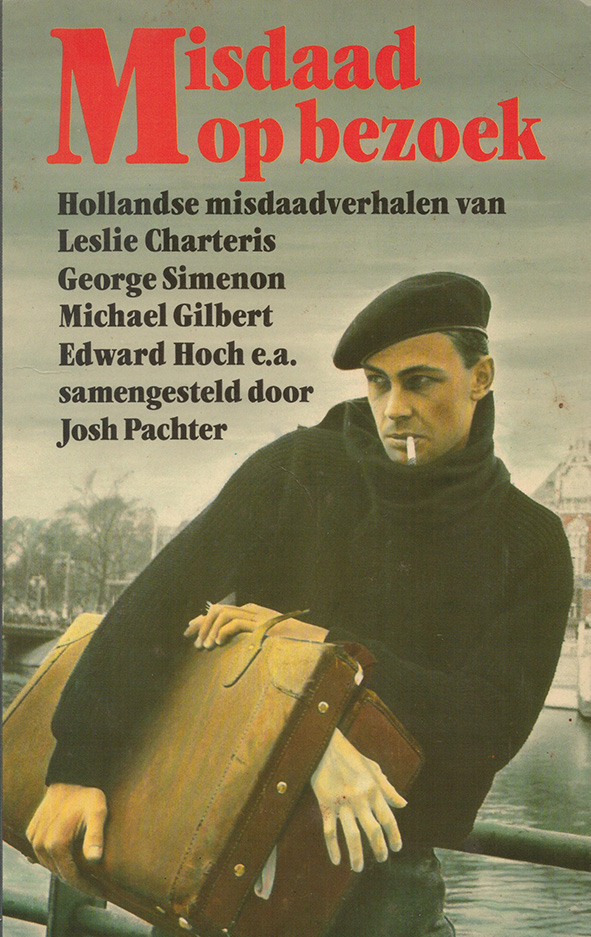 Misdaad
op bezoek
Hollandse misdaadverhalen van
Leslie Charteris
George Simenon
Michael Gilbert
Edward Hoch e.a.
samengesteld door
Josh Pachter